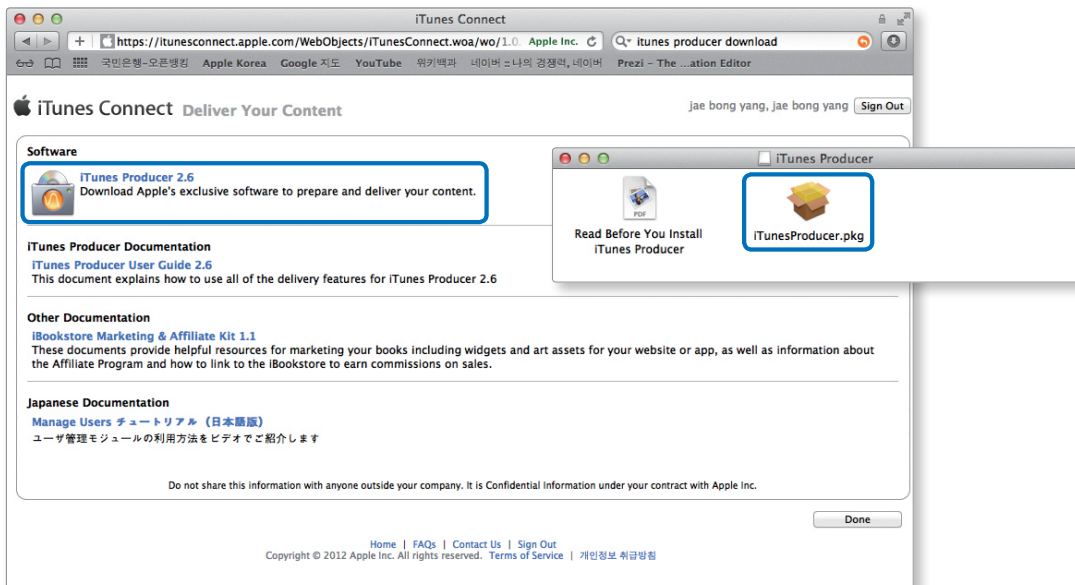 iTunes Connect
https://itunesconnect.apple.com/WebObjects/iTunesConnect.woa/wo/1.0. Apple Inc.
itunes producer download
국민은행-오픈뱅킹 Apple Korea Google 지도 YouTube 위키백과 네이버 :: 나의 경쟁력, 네이버 Prezi – The ...ation Editor
iTunes Connect Deliver Your Content
jae bong yang, jae bong yang Sign Out
Software
iTunes Producer 2.6
Download Apple's exclusive software to prepare and deliver your content.
iTunes Producer
PDF
Read Before You Install
iTunes Producer
iTunesProducer.pkg
iTunes Producer Documentation
iTunes Producer User Guide 2.6
This document explains how to use all of the delivery features for iTunes Producer 2.6
Other Documentation
iBookstore Marketing & Affiliate Kit 1.1
These documents provide helpful resources for marketing your books including widgets and art assets for your website or app, as well as information about
the Affiliate Program and how to link to the iBookstore to earn commissions on sales.
Japanese Documentation
Manage Users チュートリアル (日本語版)
ユーザ管理モジュールの利用方法をビデオでご紹介します
Do not share this information with anyone outside your company. It is Confidential Information under your contract with Apple Inc.
Done
Home | FAQs | Contact Us | Sign Out
Copyright © 2012 Apple Inc. All rights reserved. Terms of Service | 개인정보 취급방침